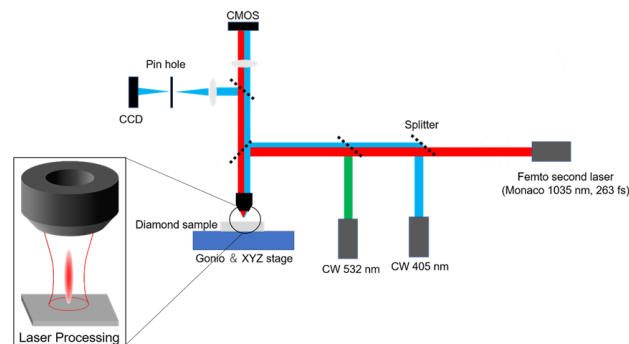 CMOS
Pin hole
CCD
Splitter
Femto second laser
(Monaco 1035 nm, 263 fs)
Diamond sample
Gonio & XYZ stage
CW 532 nm
CW 405 nm
Laser Processing